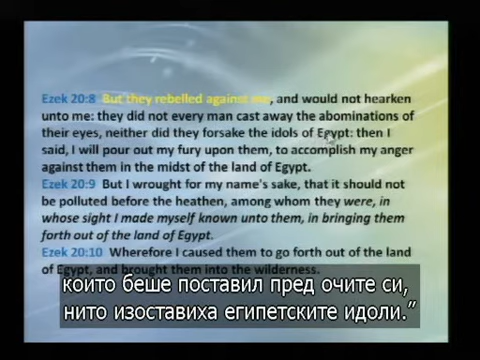 Ezek 20:8 But they rebelled against me, and would not hearken
unto me: they did not every man cast away the abominations of
their eyes, neither did they forsake the idols of Egypt: then I
said, I will pour out my fury upon them, to accomplish my anger
against them in the midst of the land of Egypt.
Ezek 20:9 But I wrought for my name's sake, that it should not
be polluted before the heathen, among whom they were, in
whose sight I made myself known unto them, in bringing them
forth out of the land of Egypt.
Ezek 20:10 Wherefore I caused them to go forth out of the land
of Egypt, and brought them into the wilderness.
които беше поставил пред очите си,
нито изоставиха египетските идоли.”